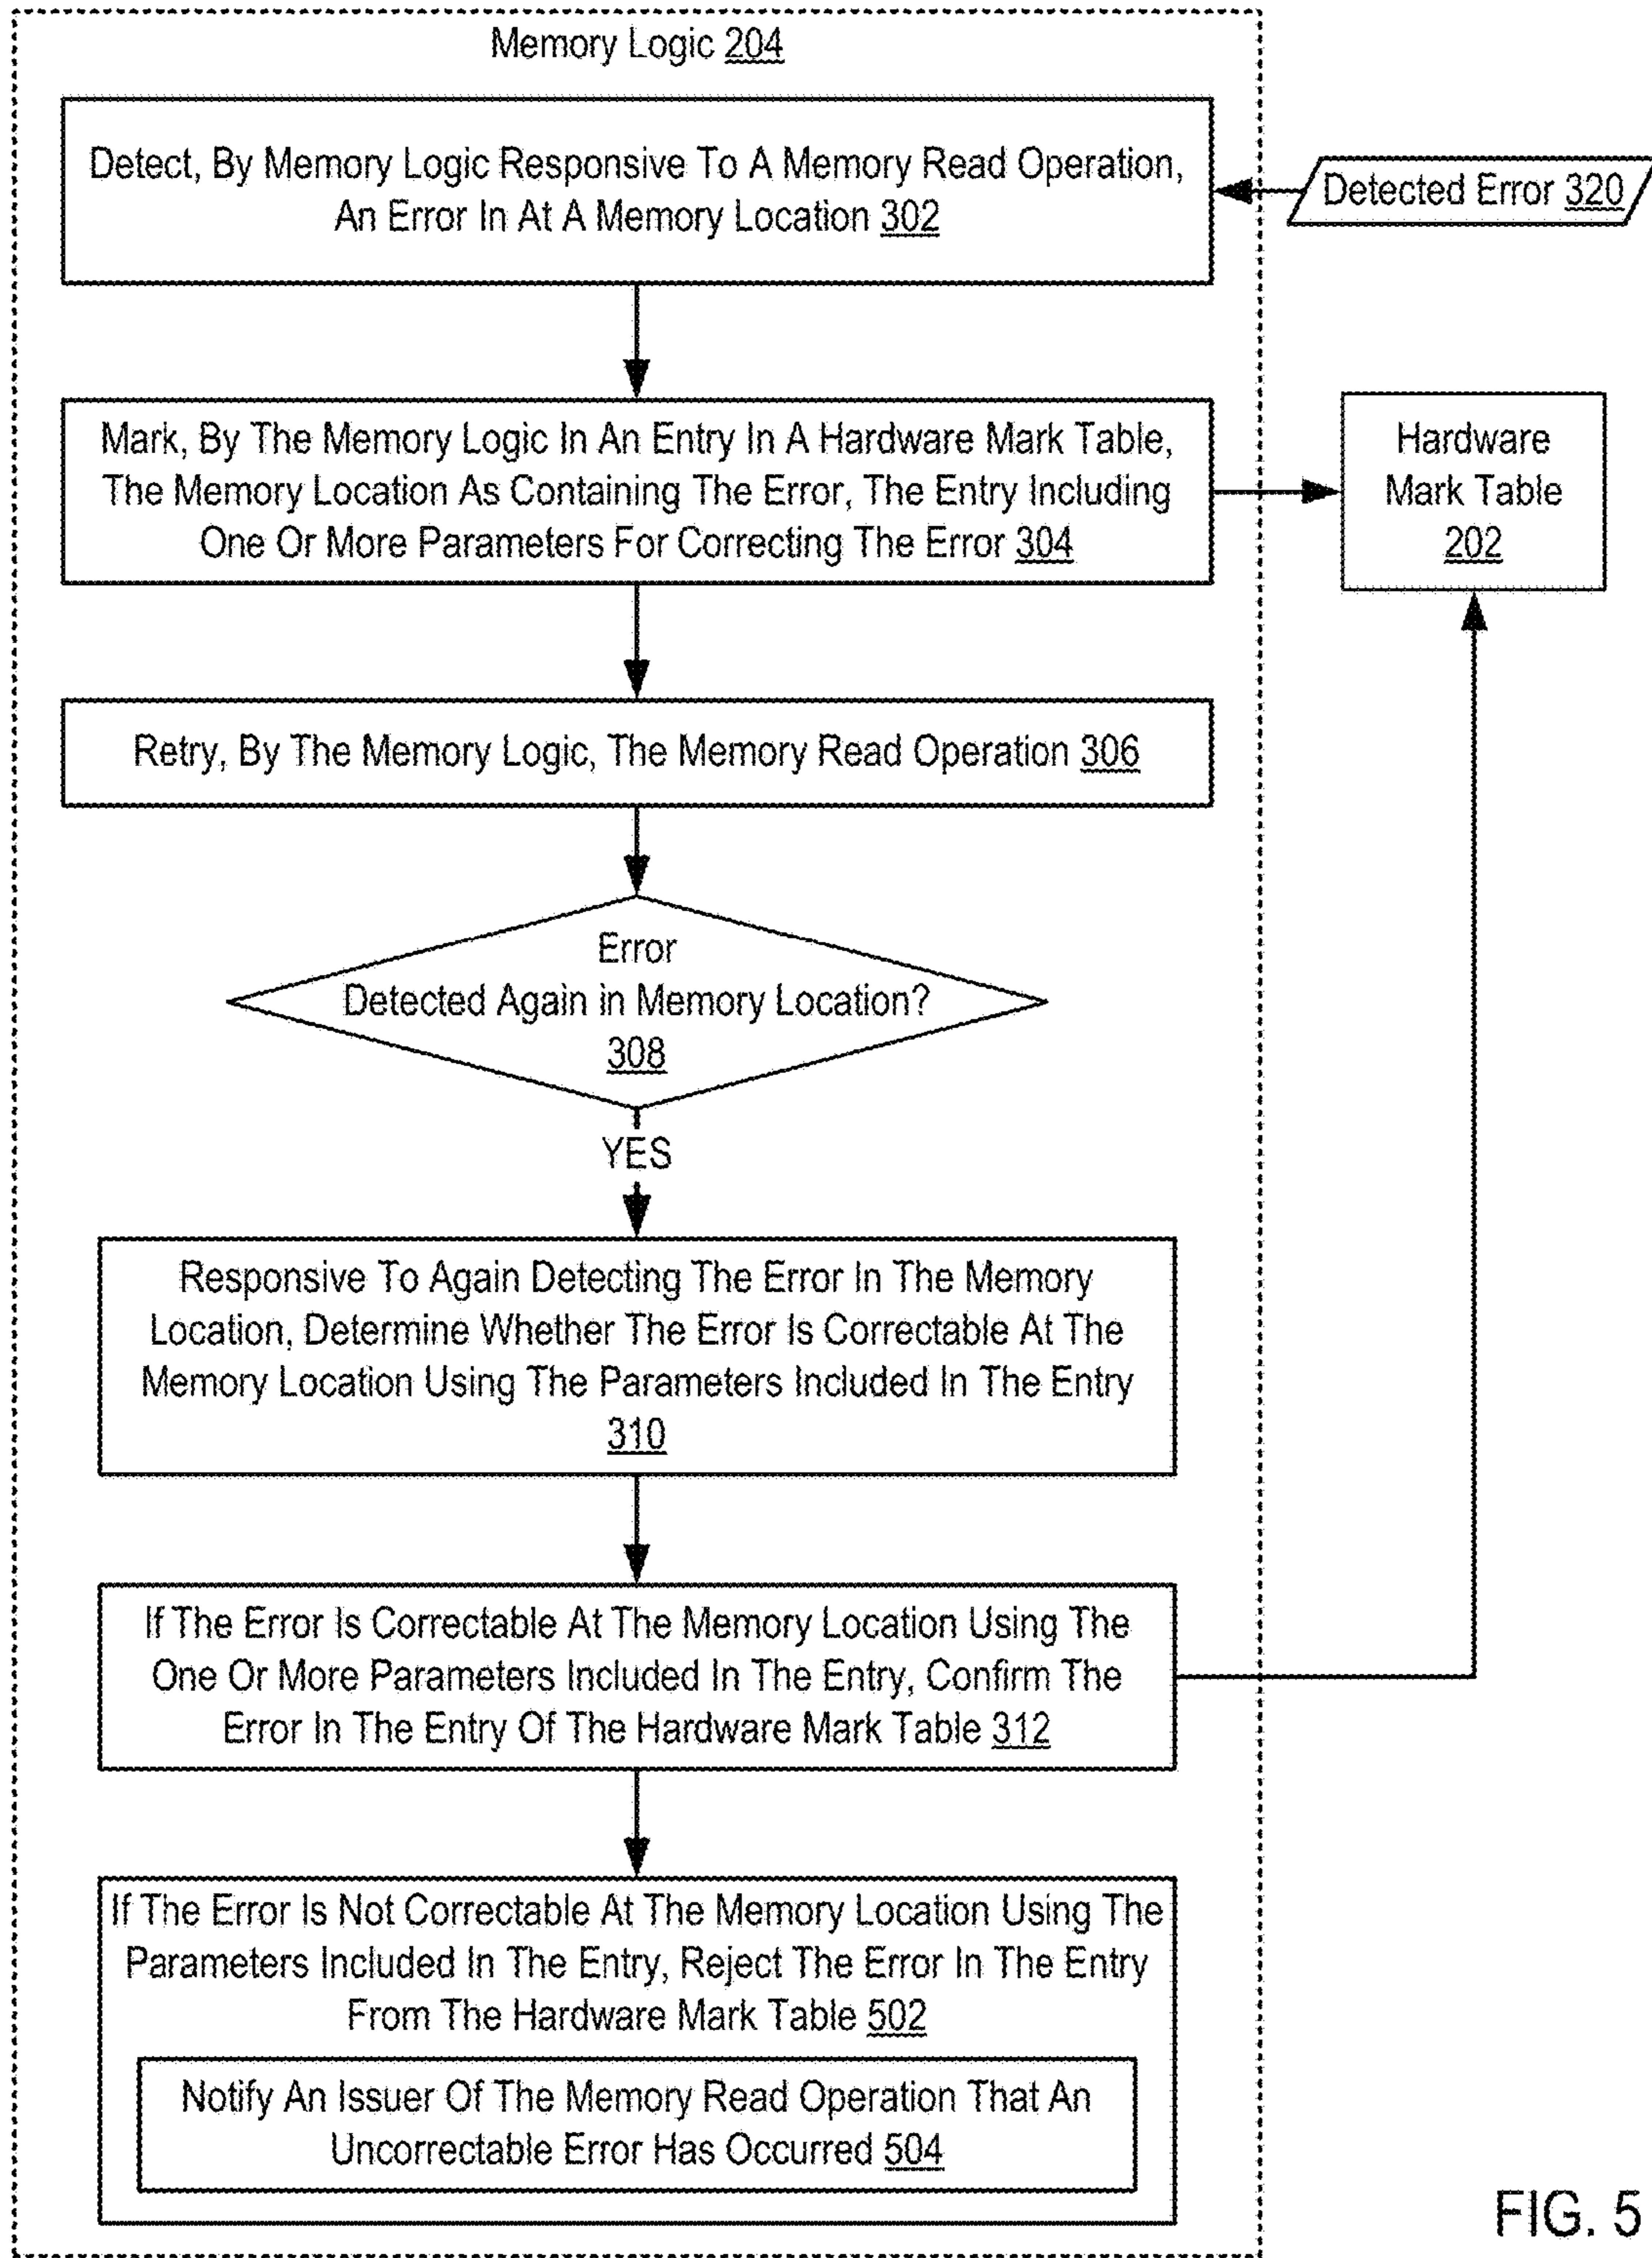 Memory Logic 204
Detect, By Memory Logic Responsive To A Memory Read Operation,
An Error In At A Memory Location 302
Detected Error 320
Mark, By The Memory Logic In An Entry In A Hardware Mark Table,
The Memory Location As Containing The Error, The Entry Including
One Or More Parameters For Correcting The Error 304
Hardware
Mark Table
202
Retry, By The Memory Logic, The Memory Read Operation 306
Error
Detected Again in Memory Location?
308
YES
Responsive To Again Detecting The Error In The Memory
Location, Determine Whether The Error Is Correctable At The
Memory Location Using The Parameters Included In The Entry
310
If The Error Is Correctable At The Memory Location Using The
One Or More Parameters Included In The Entry, Confirm The
Error In The Entry Of The Hardware Mark Table 312
If The Error Is Not Correctable At The Memory Location Using The
Parameters Included In The Entry, Reject The Error In The Entry
From The Hardware Mark Table 502
Notify An Issuer Of The Memory Read Operation That An
Uncorrectable Error Has Occurred 504
FIG. 5